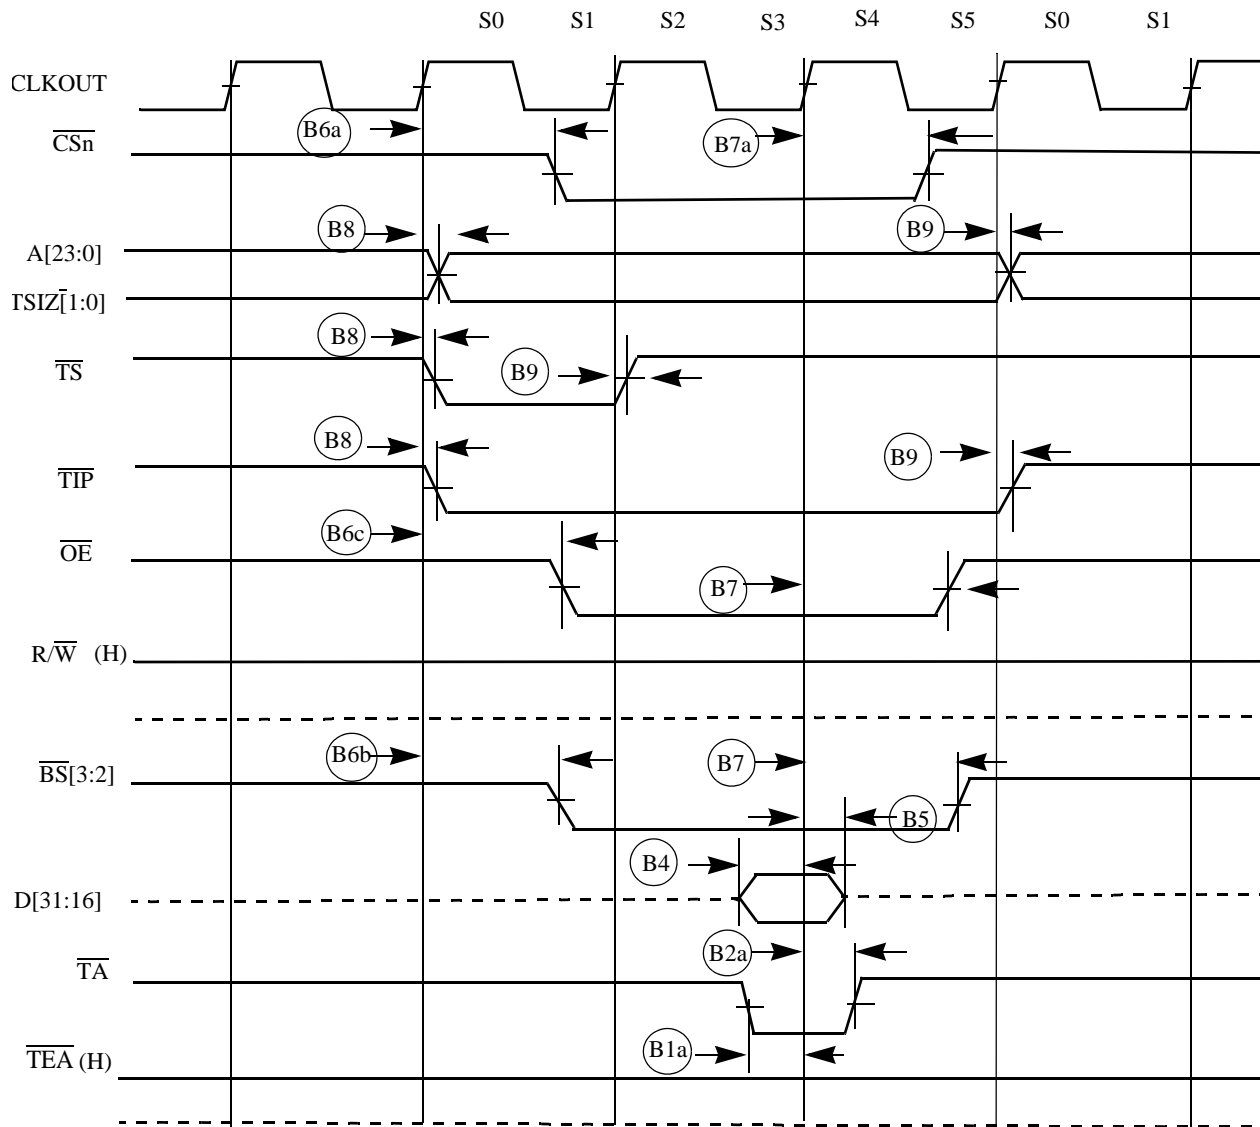 S0 S1 S2 S3 S4 S5 S0 S1
CLKOUT
B6a
B7a
CSn
B8
B9
A[23:0]
TSIZ[1:0]
B8
TS
B9
B8
B9
TIP
B6c
OE
B7
R/W (H)
B6b
B7
BS[3:2]
B5
B4
D[31:16]
B2a
TA
B1a
TEA (H)